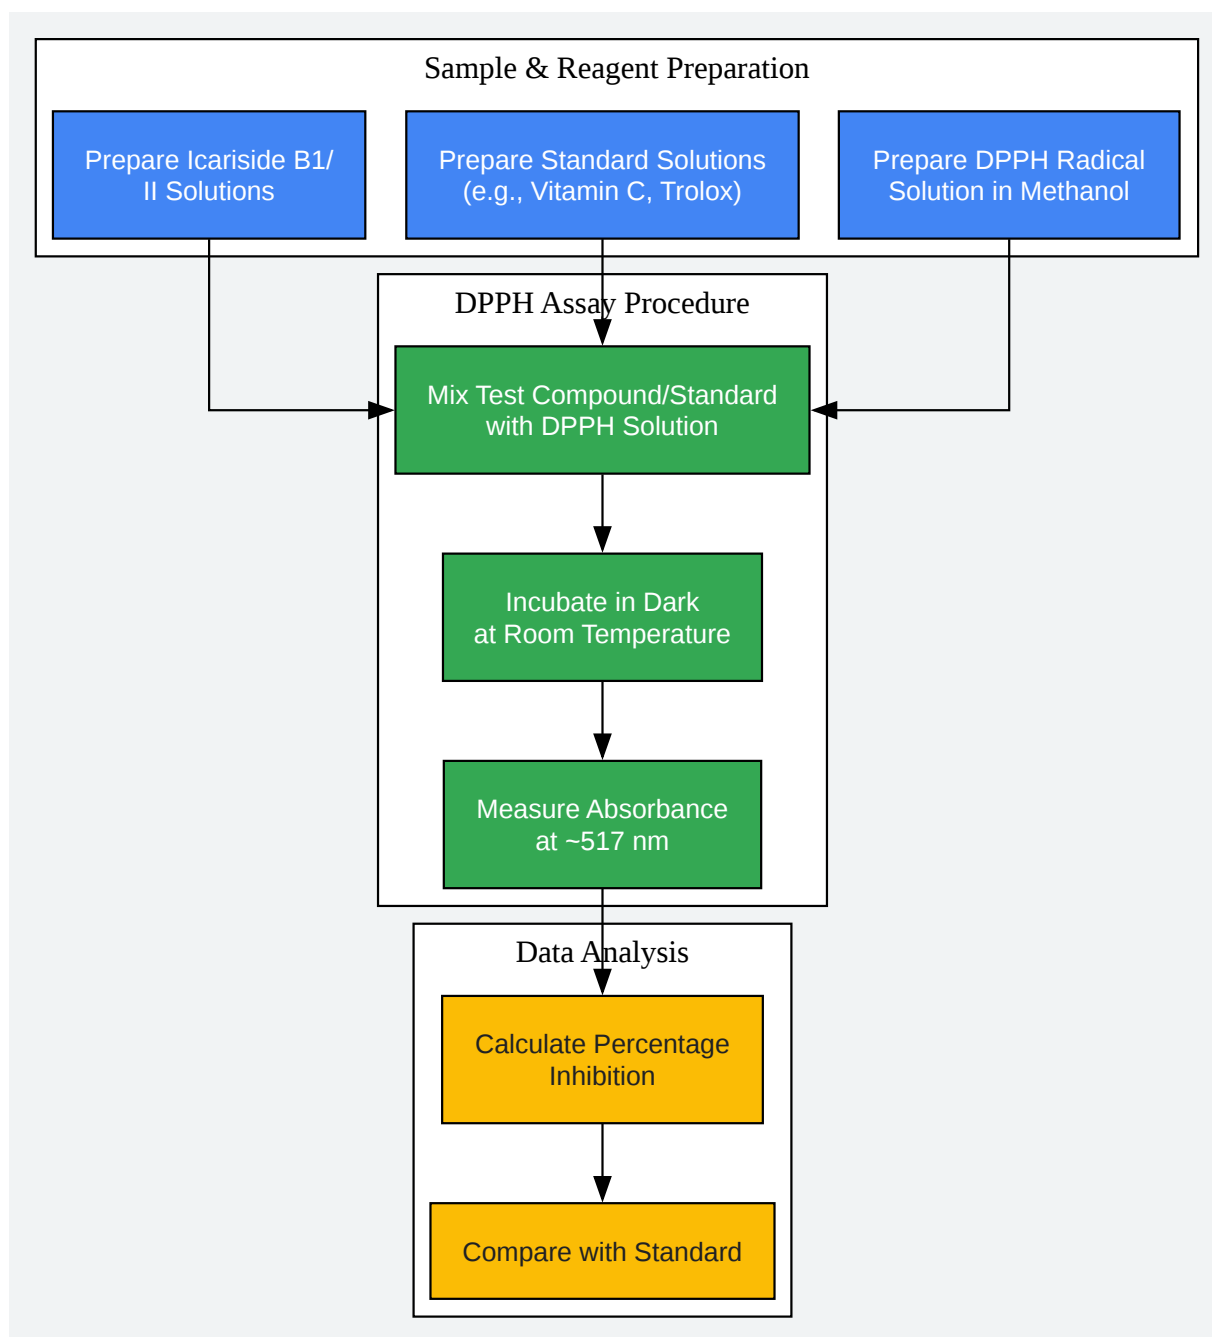 Sample & Reagent Preparation
Prepare Icariside B1/
II Solutions
Prepare Standard Solutions
(e.g., Vitamin C, Trolox)
Prepare DPPH Radical
Solution in Methanol
DPPH Assay Procedure
Mix Test Compound/Standard
with DPPH Solution
Incubate in Dark
at Room Temperature
Measure Absorbance
at ~517 nm
Data Analysis
Calculate Percentage
Inhibition
Compare with Standard